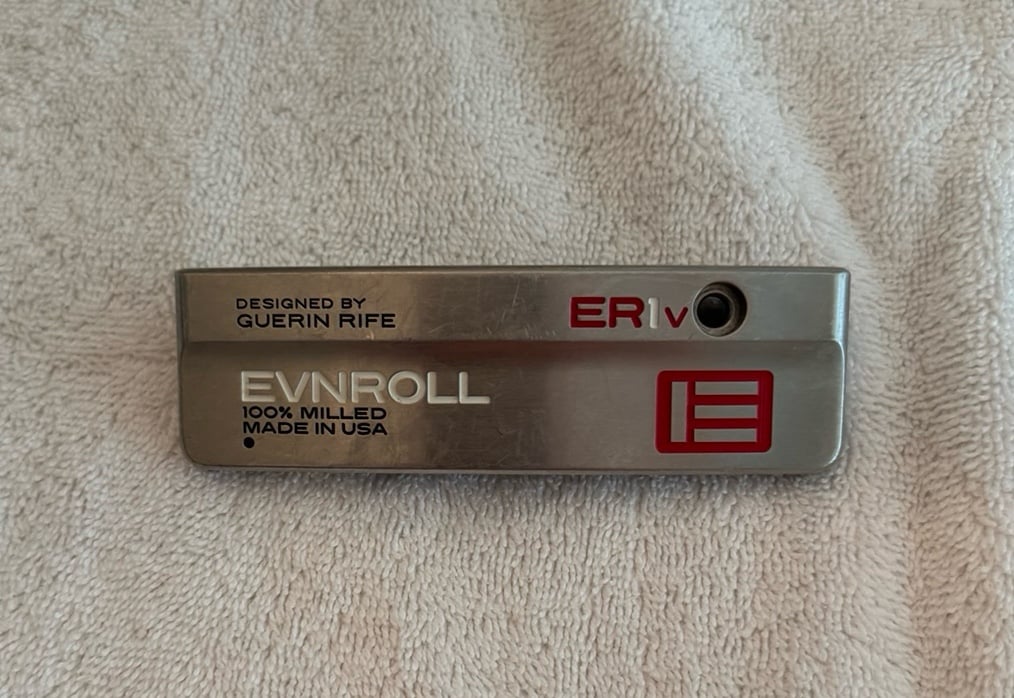 DESIGNED BY
GUERIN RIFE
ER1v
EVNROLL
100% MILLED
MADE IN USA
E